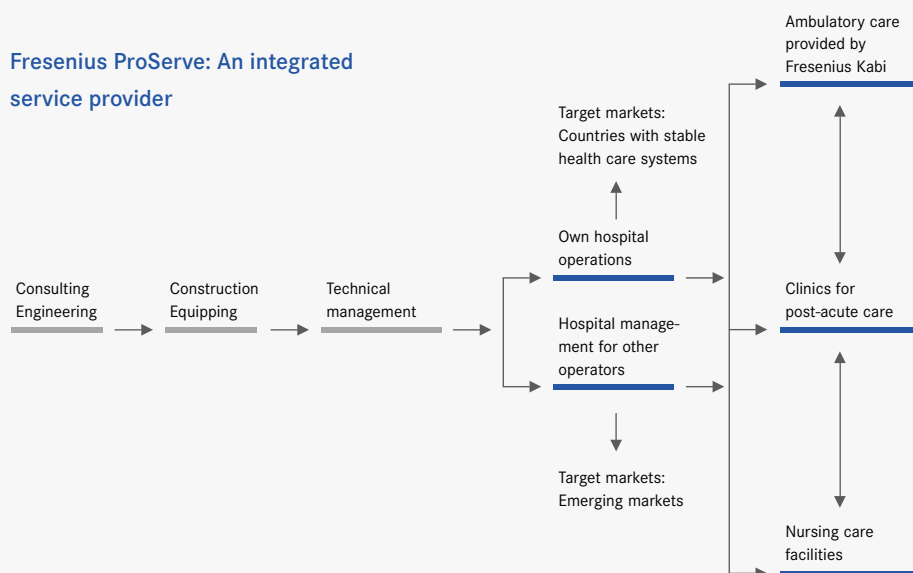 Fresenius ProServe: An integrated
service provider
Consulting
Engineering
Construction
Equipping
Technical
management
Target markets:
Countries with stable
health care systems
Own hospital
operations
Hospital manage-
ment for other
operators
Target markets:
Emerging markets
Ambulatory care
provided by
Fresenius Kabi
Clinics for
post-acute care
Nursing care
facilities